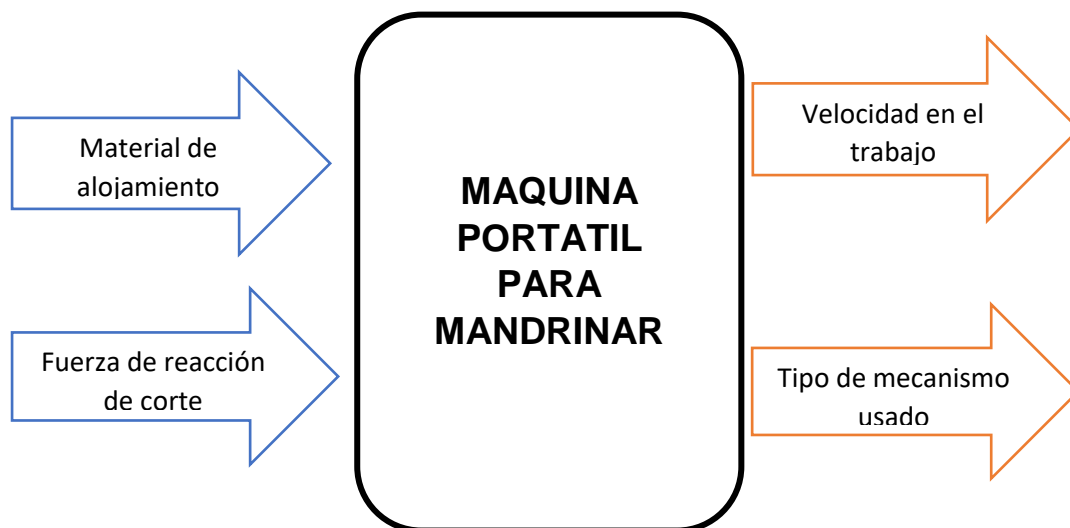 Material de
alojamiento
Fuerza de reacción
de corte
MAQUINA
PORTATIL
PARA
MANDRINAR
Velocidad en el
trabajo
Tipo de mecanismo
usado